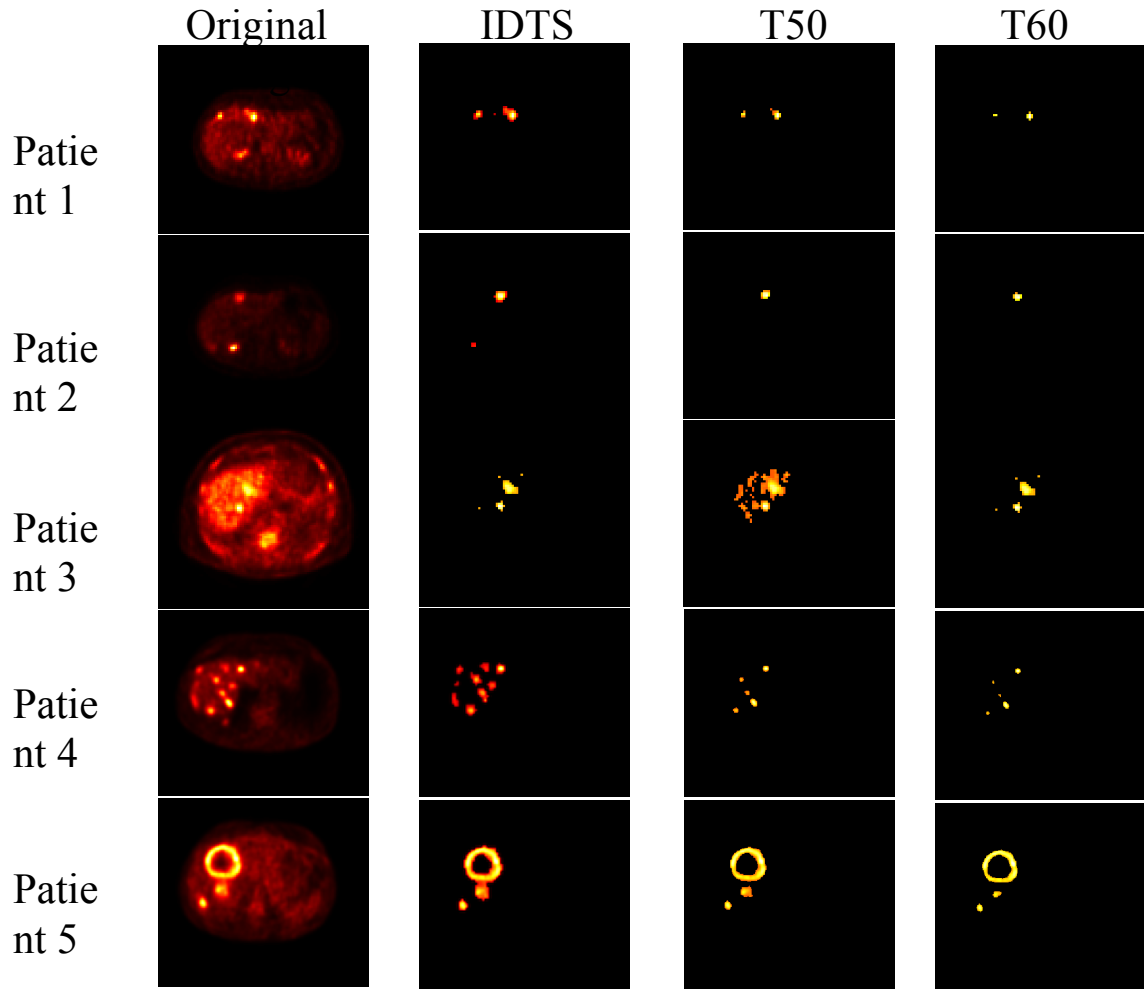 Original IDTS T50 T60
Patie
nt 1
Patie
nt 2
Patie
nt 3
Patie
nt 4
Patie
nt 5